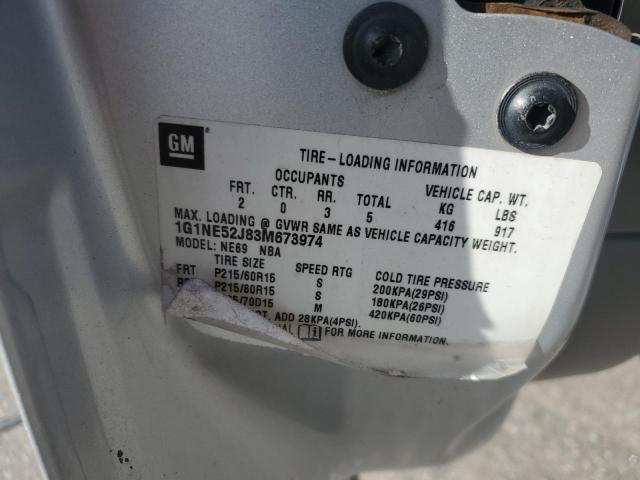 GM
TIRE-LOADING INFORMATION
OCCUPANTS VEHICLE CAP. WT.
FRT. CTR. RR. TOTAL KG LBS
2 0 3 5 416 917
MAX. LOADING @ GVWR SAME AS VEHICLE CAPACITY WEIGHT.
1G1NE52J83M673974
MODEL: NE69 NBA
TIRE SIZE SPEED RTG COLD TIRE PRESSURE
FRT P215/60R15 S 200KPA(29PSI)
P215/60R15 S 180KPA(26PSI)
/70D15 M 420KPA(60PSI)
ADD 28KPA(4PSI).
FOR MORE INFORMATION